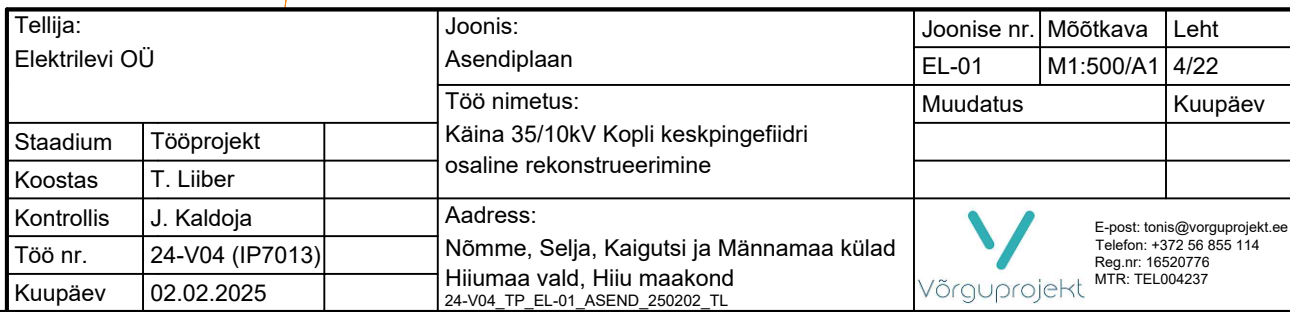 Tellija:
Elektrilevi OÜ
Staadium Tööprojekt
Koostas T. Liiber
Kontrollis J. Kaldoja
Töö nr. 24-V04 (IP7013)
Kuupäev 02.02.2025
Joonis:
Asendiplaan
Töö nimetus:
Käina 35/10kV Kopli keskpingefiidri
osaline rekonstrueerimine
Aadress:
Nõmme, Selja, Kaigutsi ja Männamaa külad
Hiiumaa vald, Hiiu maakond
24-V04_TP_EL-01_ASEND_250202_TL
Joonise nr. Mõõtkava Leht
EL-01 M1:500/A1 4/22
Muudatus Kuupäev
Võrguprojekt
E-post: tonis@vorguprojekt.ee
Telefon: +372 56 855 114
Reg.nr: 16520776
MTR: TEL004237